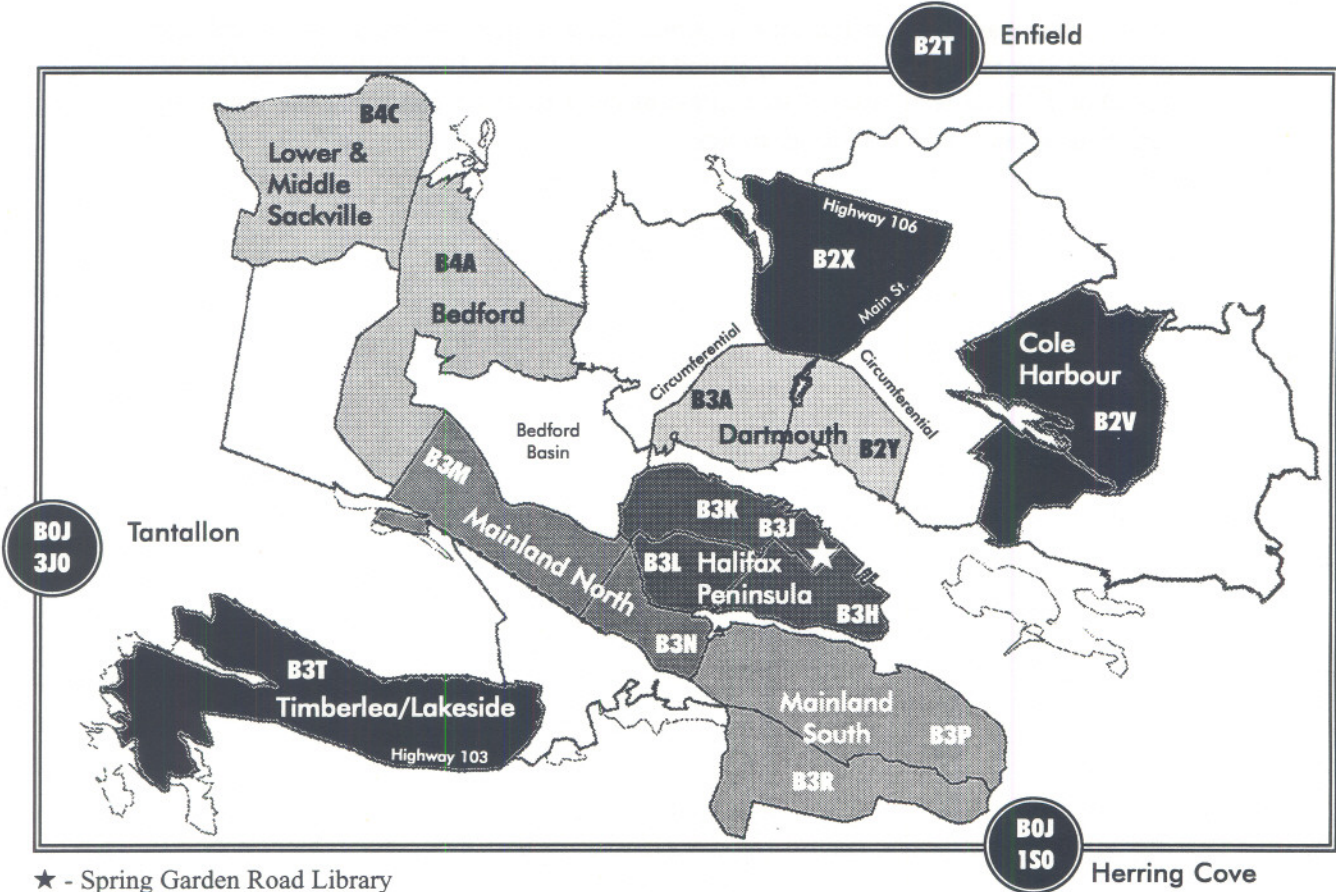 B2T
Enfield
B4C
Lower &
Middle
Sackville
Highway 106
B4A
B2X
Bedford
Main St.
Cole
Harbour
Circumferential
Circumferential
B3A
B2V
Dartmouth
B2Y
Bedford
Basin
B3M
B3K
B3J
B0J
3J0
Tantallon
Mainland North
B3L
Halifax
Peninsula
B3H
B3N
B3T
Timberlea/Lakeside
Mainland
South
B3P
Highway 103
B3R
B0J
1S0
Herring Cove
★ - Spring Garden Road Library